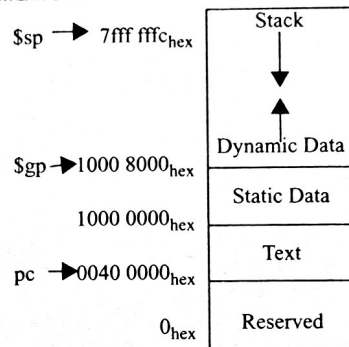 $sp 7fff fffc_hex Stack
Dynamic Data
$gp 1000 8000_hex
Static Data
1000 0000_hex
Text
pc 0040 0000_hex
0_hex Reserved